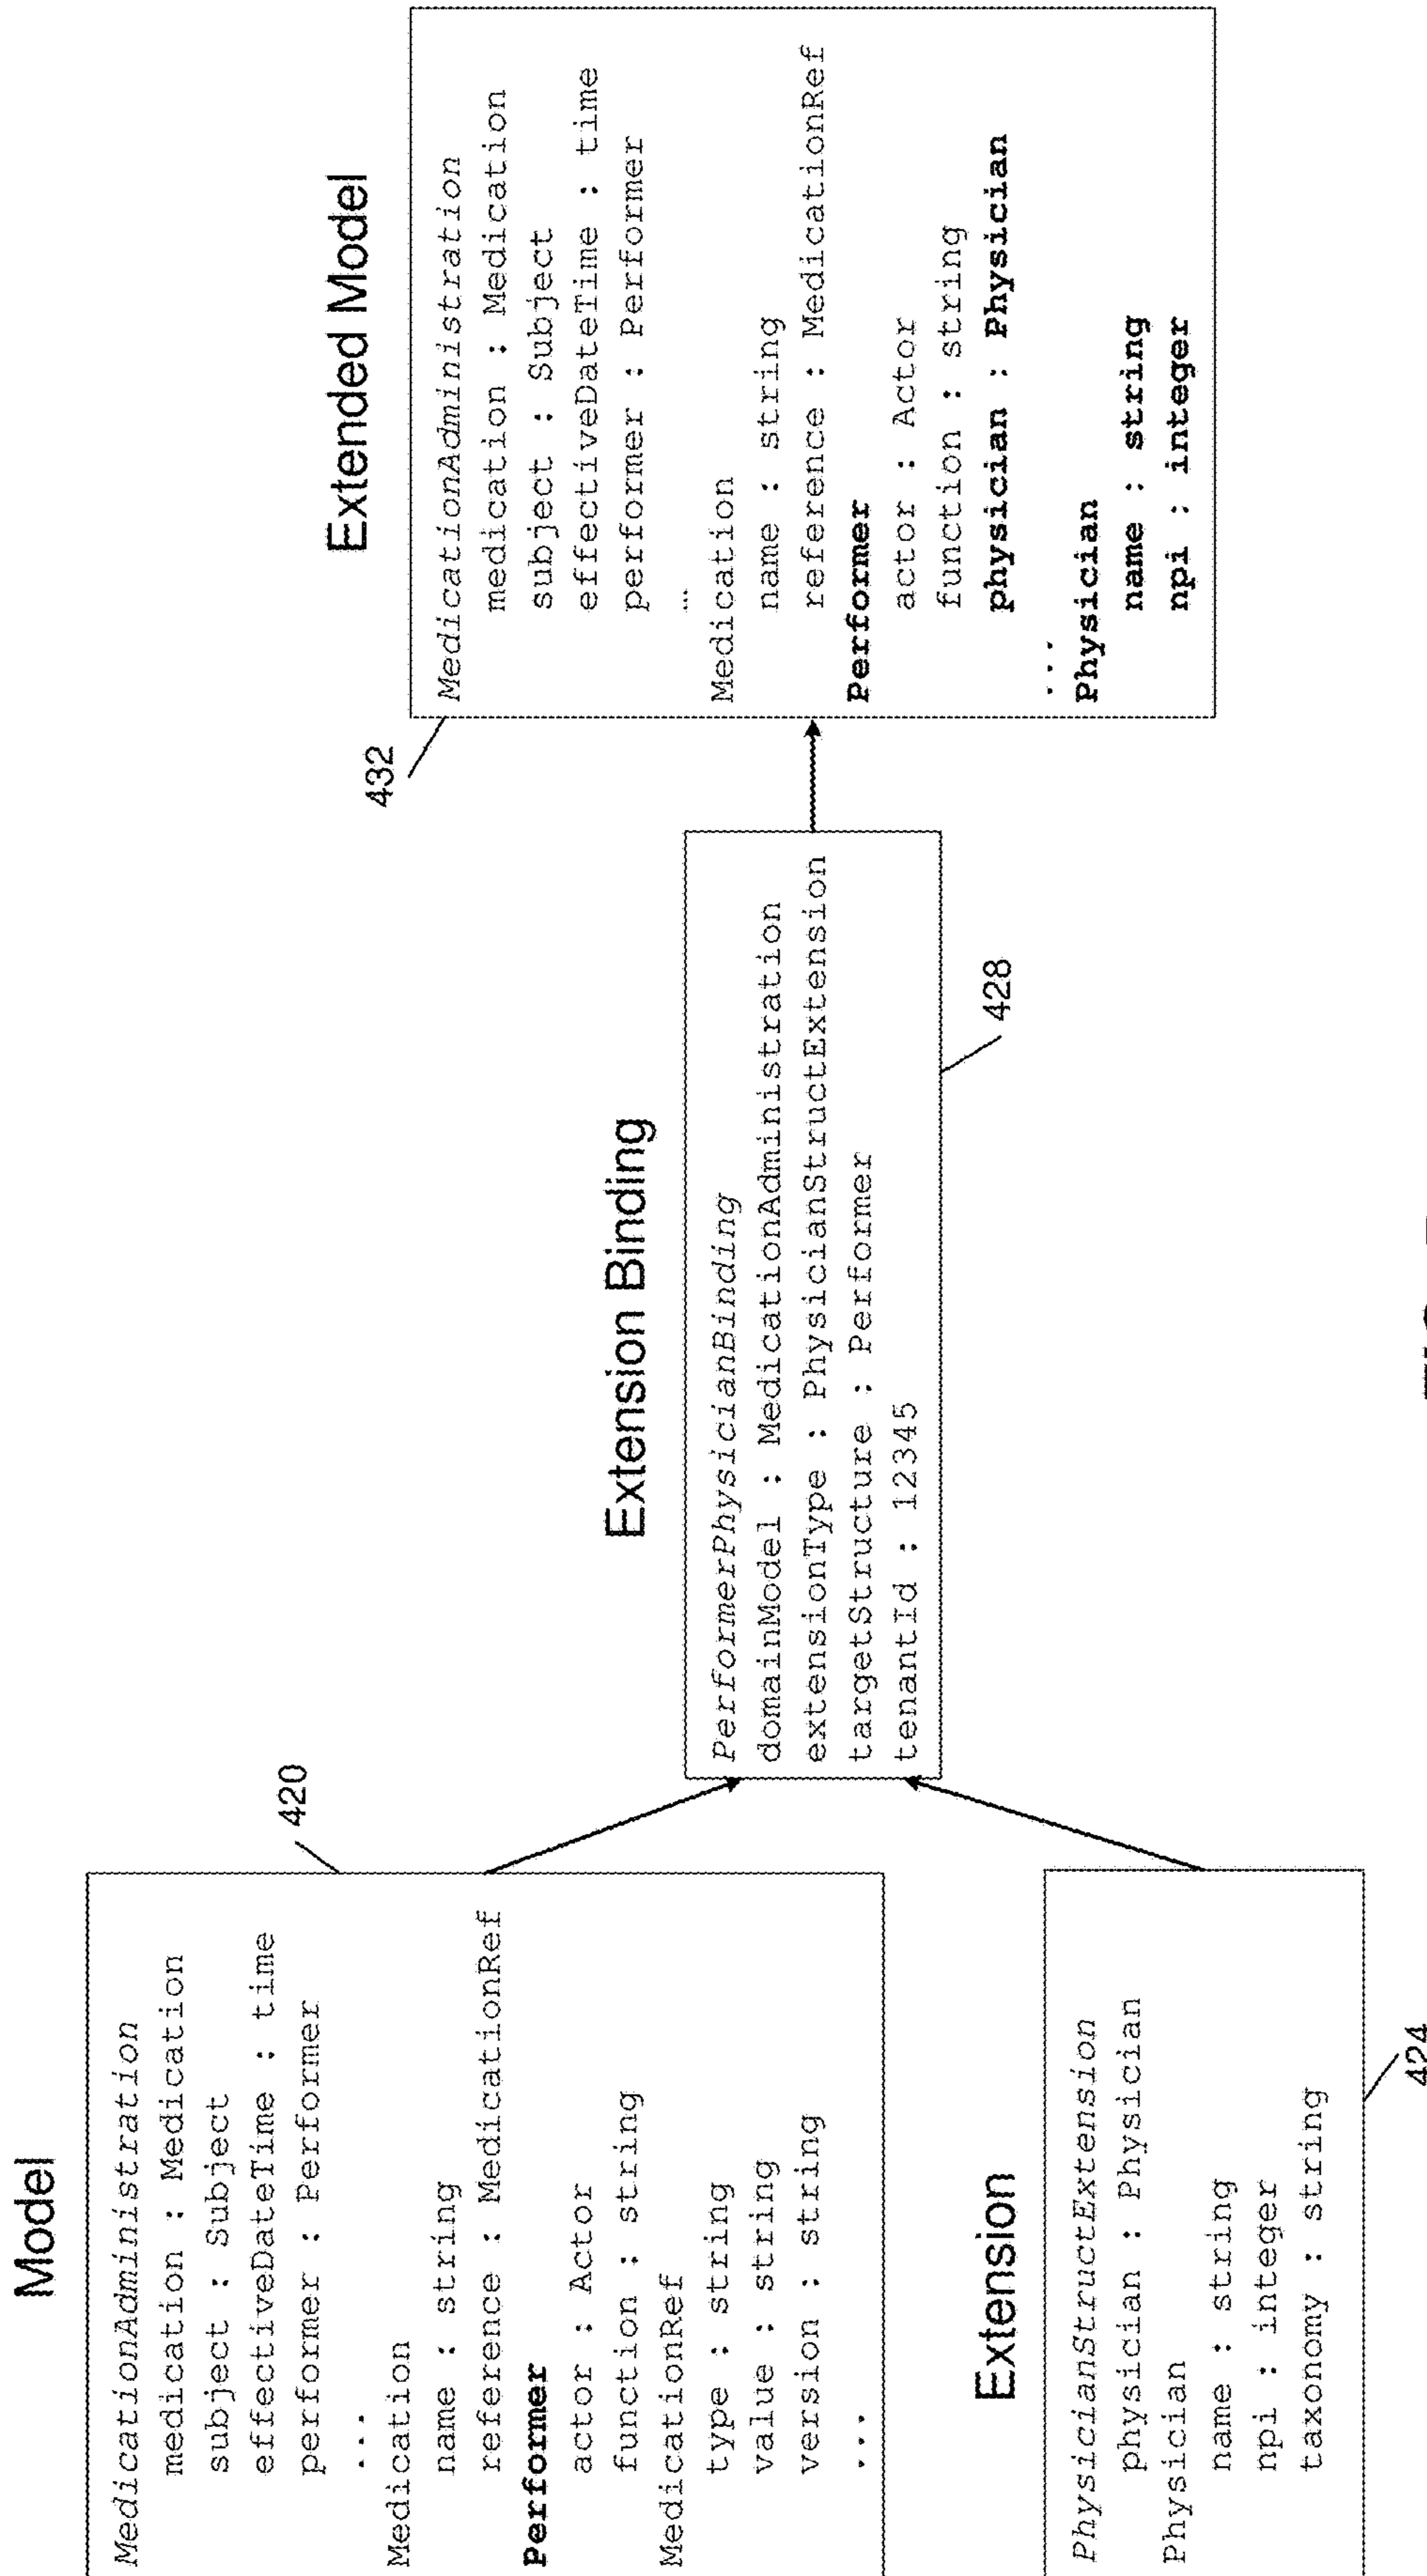 Model
MedicationAdministration
medication : Medication
subject : Subject
effectiveDateTime : time
performer : Performer
...
Medication
name : string
reference : MedicationRef
Performer
actor : Actor
function : string
MedicationRef
type : string
value : string
version : string
...
420
Extension
PhysicianStructExtension
physician : Physician
Physician
name : string
npi : integer
taxonomy : string
424
Extension Binding
PerformerPhysicianBinding
domainModel : MedicationAdministration
extensionType : PhysicianStructExtension
targetStructure : Performer
tenantId : 12345
428
Extended Model
432
MedicationAdministration
medication : Medication
subject : Subject
effectiveDateTime : time
performer : Performer
...
Medication
name : string
reference : MedicationRef
Performer
actor : Actor
function : string
physician : Physician
...
Physician
name : string
npi : integer